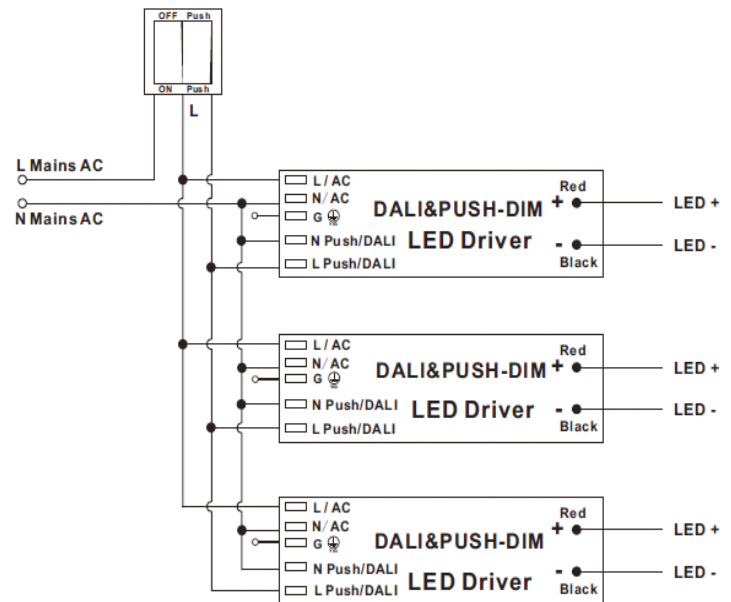 OFF Push
ON Push
L
L Mains AC
N Mains AC
L / AC
N/ AC
G
N Push/DALI
L Push/DALI
DALI&PUSH-DIM
LED Driver
Red
+
-
Black
LED +
LED -
L / AC
N/ AC
G
N Push/DALI
L Push/DALI
DALI&PUSH-DIM
LED Driver
Red
+
-
Black
LED +
LED -
L / AC
N/ AC
G
N Push/DALI
L Push/DALI
DALI&PUSH-DIM
LED Driver
Red
+
-
Black
LED +
LED -